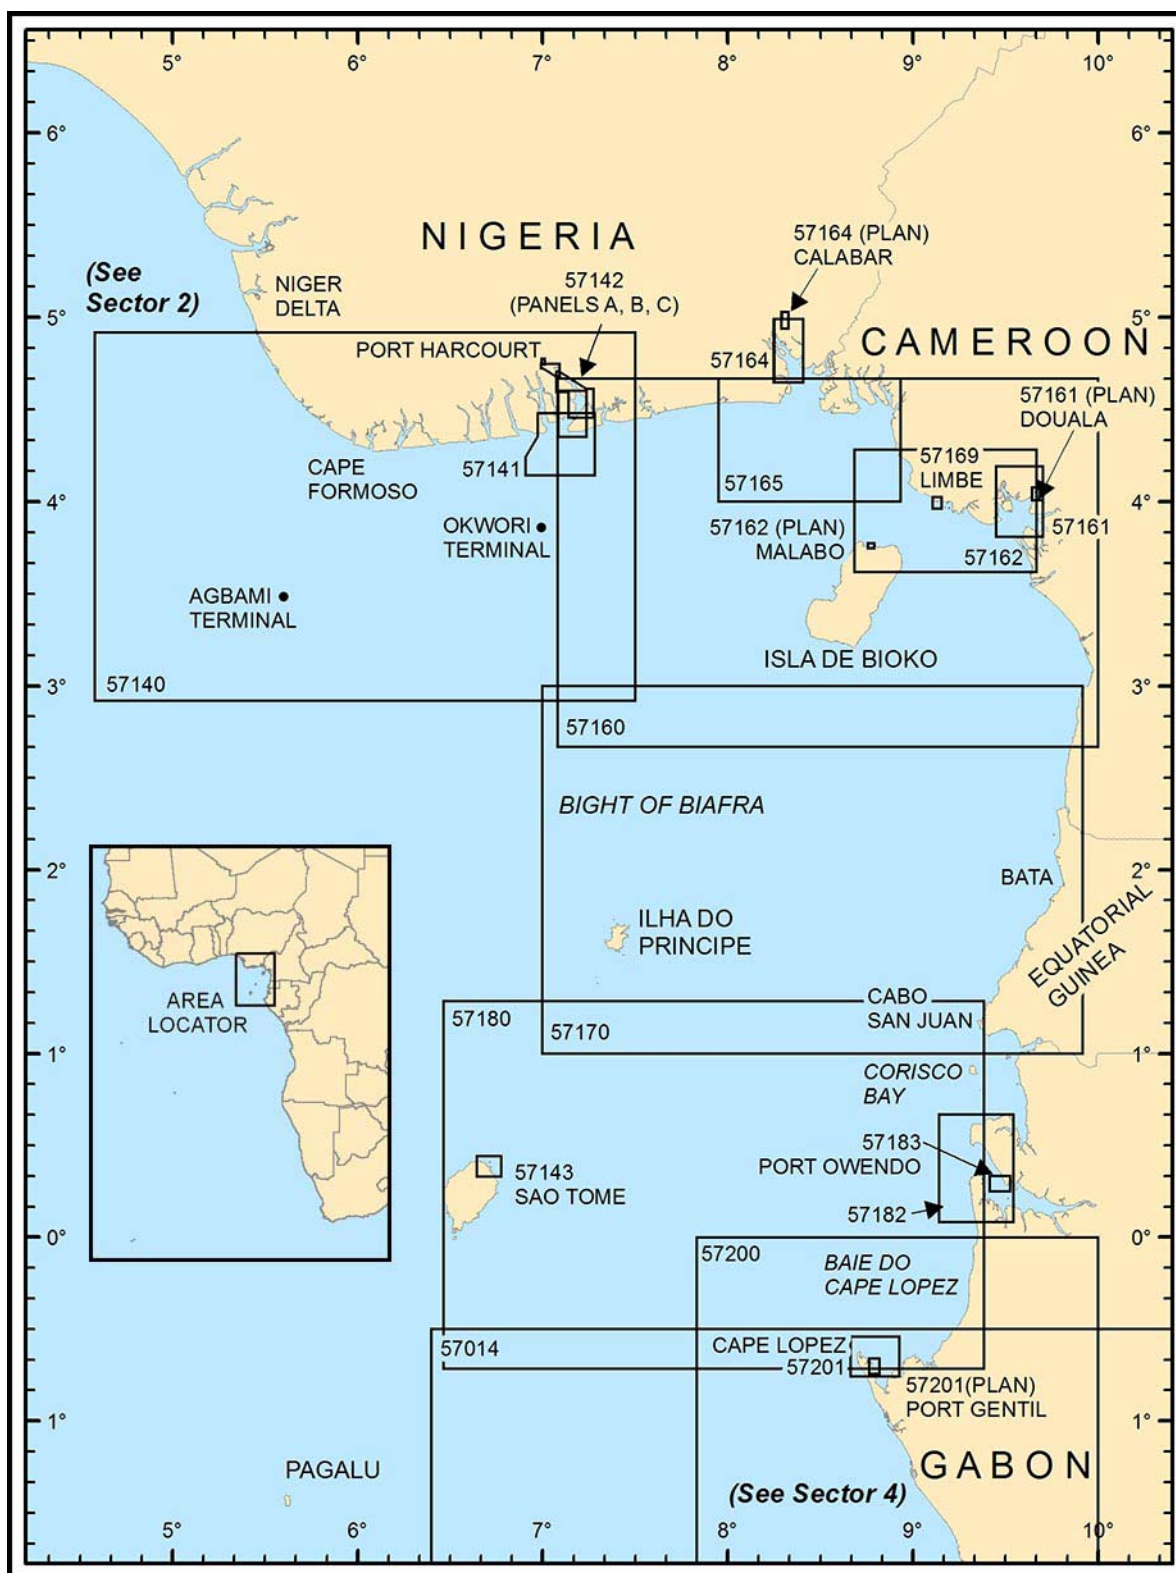 5° 6° 7° 8° 9° 10°
6° 6°
NIGERIA
57164 (PLAN)
CALABAR
(See
Sector 2)
NIGER
DELTA
57142
(PANELS A, B, C)
5° 5°
PORT HARCOURT
57164
CAMEROON
57161 (PLAN)
DOUALA
CAPE
FORMOSO
57141
57165
57169
LIMBE
4° 4°
OKWORI
TERMINAL
57162 (PLAN)
MALABO
57162
57161
AGBAMI
TERMINAL
ISLA DE BIOKO
57140
3° 3°
57160
BIGHT OF BIAFRA
2° 2°
BATA
ILHA DO
PRINCIPE
EQUATORIAL
GUINEA
AREA
LOCATOR
57180
57170
CABO
SAN JUAN
1° 1°
CORISCO
BAY
57143
SAO TOME
57183
PORT OWENDO
57182
0° 0°
57200
BAIE DO
CAPE LOPEZ
57014
CAPE LOPEZ
57201
57201(PLAN)
PORT GENTIL
1° 1°
PAGALU
GABON
(See Sector 4)
5° 6° 7° 8° 9° 10°